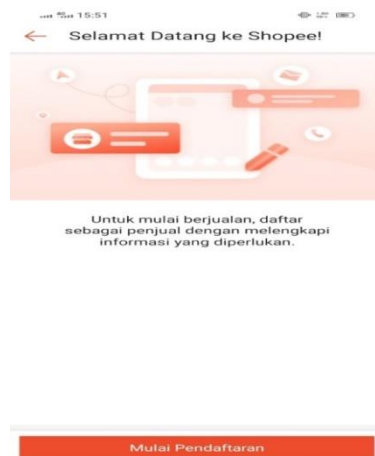 15:51
Selamat Datang ke Shopee!
Untuk mulai berjualan, daftar
sebagai penjual dengan melengkapi
informasi yang diperlukan.
Mulai Pendaftaran